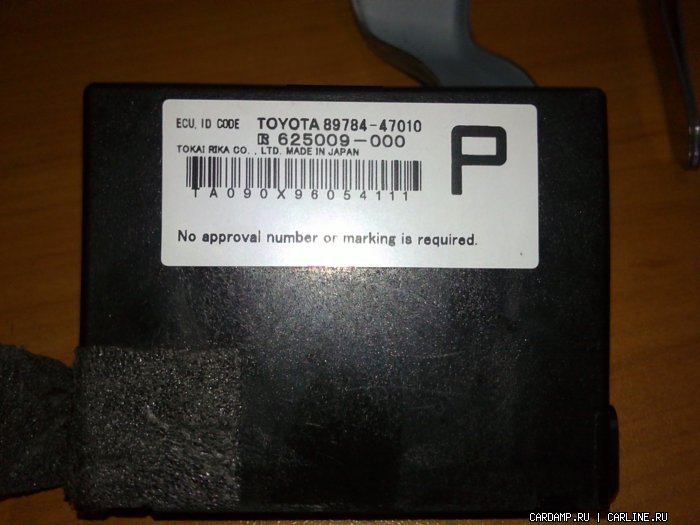 ECU, ID CODE TOYOTA 89784-47010
625009-000
P
TOKAI RIKA CO., LTD. MADE IN JAPAN
TA090X96054111
No approval number or marking is required.
CARDAMP.RU | CARLINE.RU